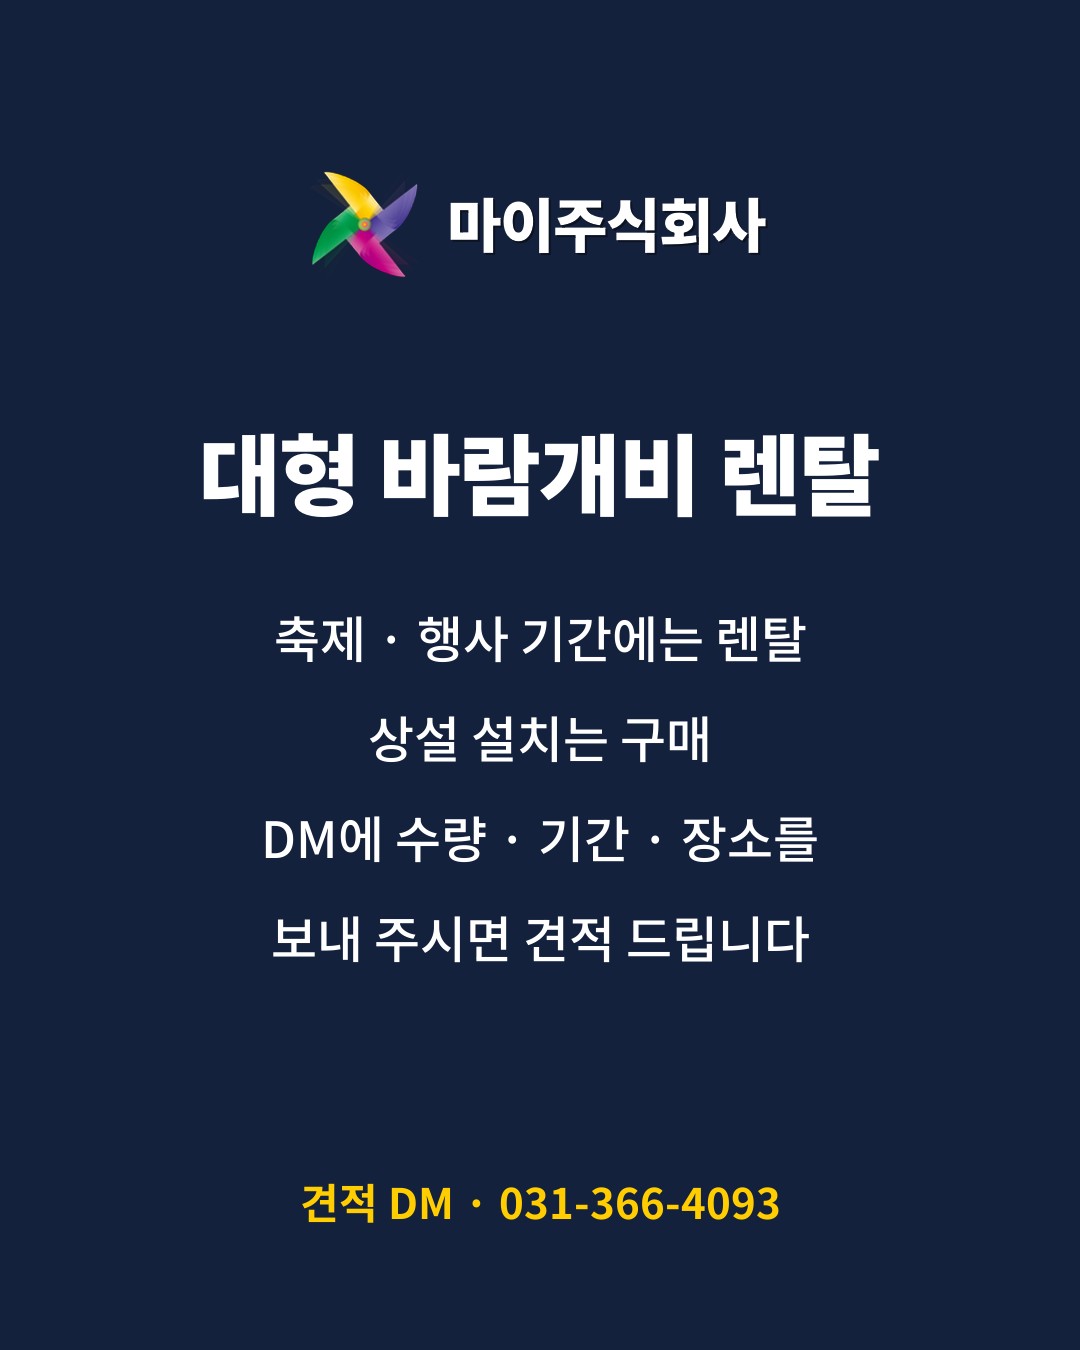 마이주식회사
대형 바람개비 렌탈
축제 · 행사 기간에는 렌탈
상설 설치는 구매
DM에 수량 · 기간 · 장소를
보내 주시면 견적 드립니다
견적 DM · 031-366-4093